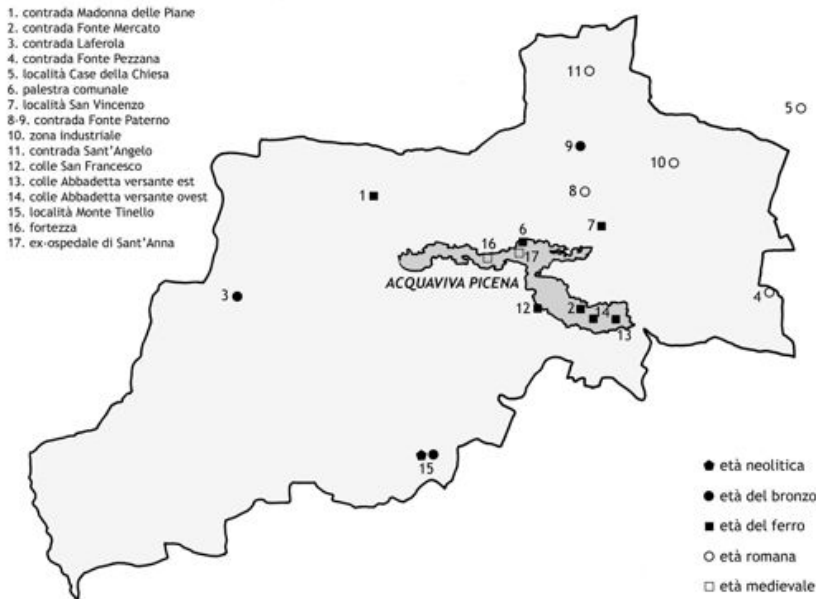 1. contrada Madonna delle Piane
2. contrada Fonte Mercato
3. contrada Laferola
4. contrada Fonte Pezzana
5. località Case della Chiesa
6. palestra comunale
7. località San Vincenzo
8-9. contrada Fonte Paterno
10. zona industriale
11. contrada Sant'Angelo
12. colle San Francesco
13. colle Abbadetta versante est
14. colle Abbadetta versante ovest
15. località Monte Tinello
16. fortezza
17. ex-ospedale di Sant'Anna
11
5
9
10
1
8
7
6
16
17
ACQUAVIVA PICENA
3
4
12
2
14
13
15
età neolitica
età del bronzo
età del ferro
età romana
età medievale